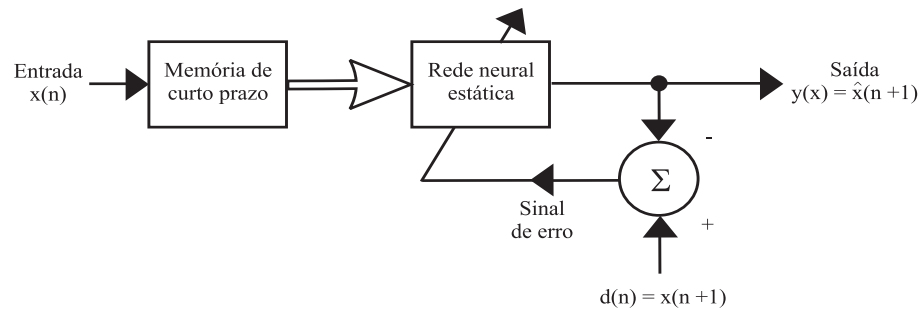 Entrada
x(n)
Memória de
curto prazo
Rede neural
estática
Saída
y(x) = x̂(n +1)
-
Σ
+
Sinal
de erro
d(n) = x(n +1)